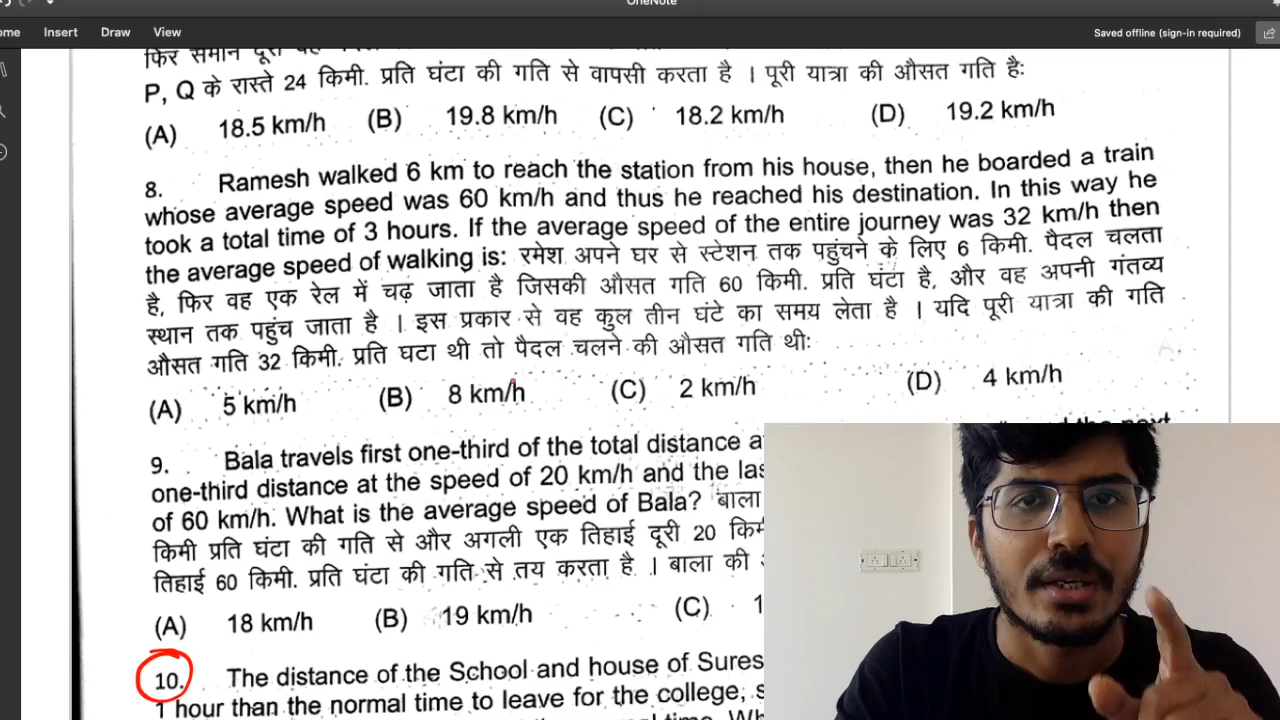 OneNote
ome Insert Draw View Saved offline (sign-in required)
फिर समान दूरी वह
P, Q के रास्ते 24 किमी. प्रति घंटा की गति से वापसी करता है । पूरी यात्रा की औसत गति है:
(A) 18.5 km/h (B) 19.8 km/h (C) 18.2 km/h (D) 19.2 km/h
8. Ramesh walked 6 km to reach the station from his house, then he boarded a train
whose average speed was 60 km/h and thus he reached his destination. In this way he
took a total time of 3 hours. If the average speed of the entire journey was 32 km/h then
the average speed of walking is: रमेश अपने घर से स्टेशन तक पहुंचने के लिए 6 किमी. पैदल चलता
है, फिर वह एक रेल में चढ़ जाता है जिसकी औसत गति 60 किमी. प्रति घंटा है, और वह अपनी गंतव्य
स्थान तक पहुंच जाता है । इस प्रकार से वह कुल तीन घंटे का समय लेता है । यदि पूरी यात्रा की गति
औसत गति 32 किमी. प्रति घटा थी तो पैदल चलने की औसत गति थी:
(A) 5 km/h (B) 8 km/h (C) 2 km/h (D) 4 km/h
9. Bala travels first one-third of the total distance a the next
one-third distance at the speed of 20 km/h and the las
of 60 km/h. What is the average speed of Bala? बाला
किमी प्रति घंटा की गति से और अगली एक तिहाई दूरी 20 किम
तिहाई 60 किमी. प्रति घंटा की गति से तय करता है । बाला की
(A) 18 km/h (B) 19 km/h (C) 1
10. The distance of the School and house of Sures
1 hour than the normal time to leave for the college, s